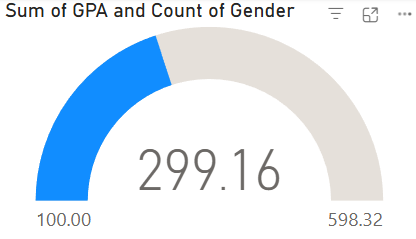 Sum of GPA and Count of Gender
299.16
100.00
598.32